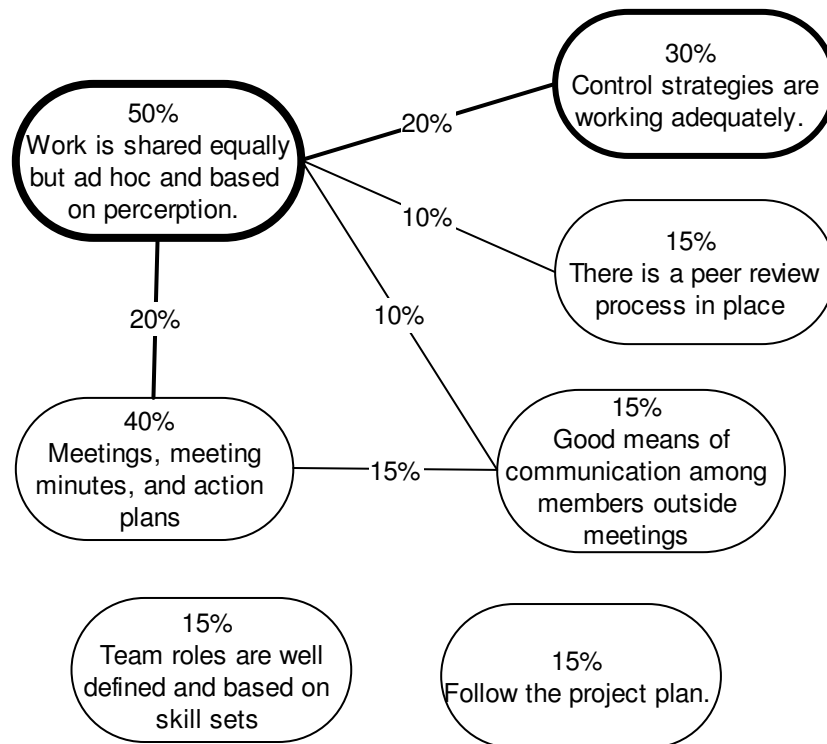 50%
Work is shared equally
but ad hoc and based
on percerption.
20%
30%
Control strategies are
working adequately.
10%
15%
There is a peer review
process in place
20%
10%
40%
Meetings, meeting
minutes, and action
plans
15%
15%
Good means of
communication among
members outside
meetings
15%
Team roles are well
defined and based on
skill sets
15%
Follow the project plan.